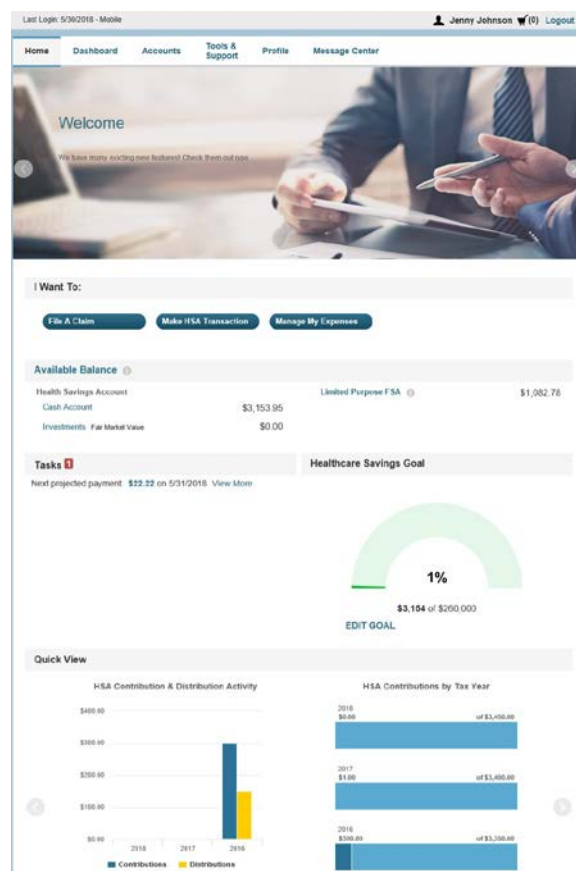 Last Login: 5/30/2018 - Mobile
Jenny Johnson (0) Logout
Home Dashboard Accounts Tools & Support Profile Message Center
Welcome
We have many exicting new features! Check them out now.
I Want To:
File A Claim Make HSA Transaction Manage My Expenses
Available Balance
Health Savings Account
Limited Purpose FSA $1,082.78
Cash Account $3,153.95
Investments Fair Market Value $0.00
Tasks 1
Next projected payment: $22.22 on 5/31/2018 View More
Healthcare Savings Goal
1%
$3,154 of $260,000
EDIT GOAL
Quick View
HSA Contribution & Distribution Activity
$400.00
$300.00
$200.00
$100.00
$0.00
2018 2017 2016
Contributions Distributions
HSA Contributions by Tax Year
2018
$0.00 of $3,450.00
2017
$1.00 of $3,400.00
2016
$300.00 of $3,350.00